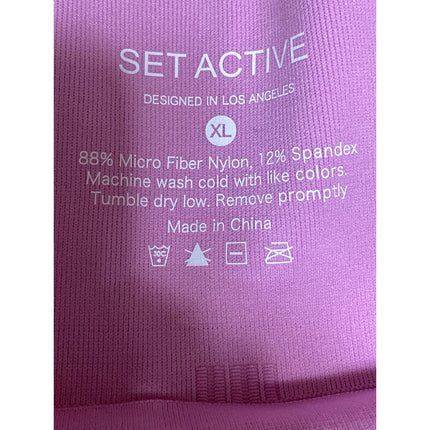 SET ACTIVE
DESIGNED IN LOS ANGELES
XL
88% Micro Fiber Nylon, 12% Spandex
Machine wash cold with like colors.
Tumble dry low. Remove promptly
Made in China
30C